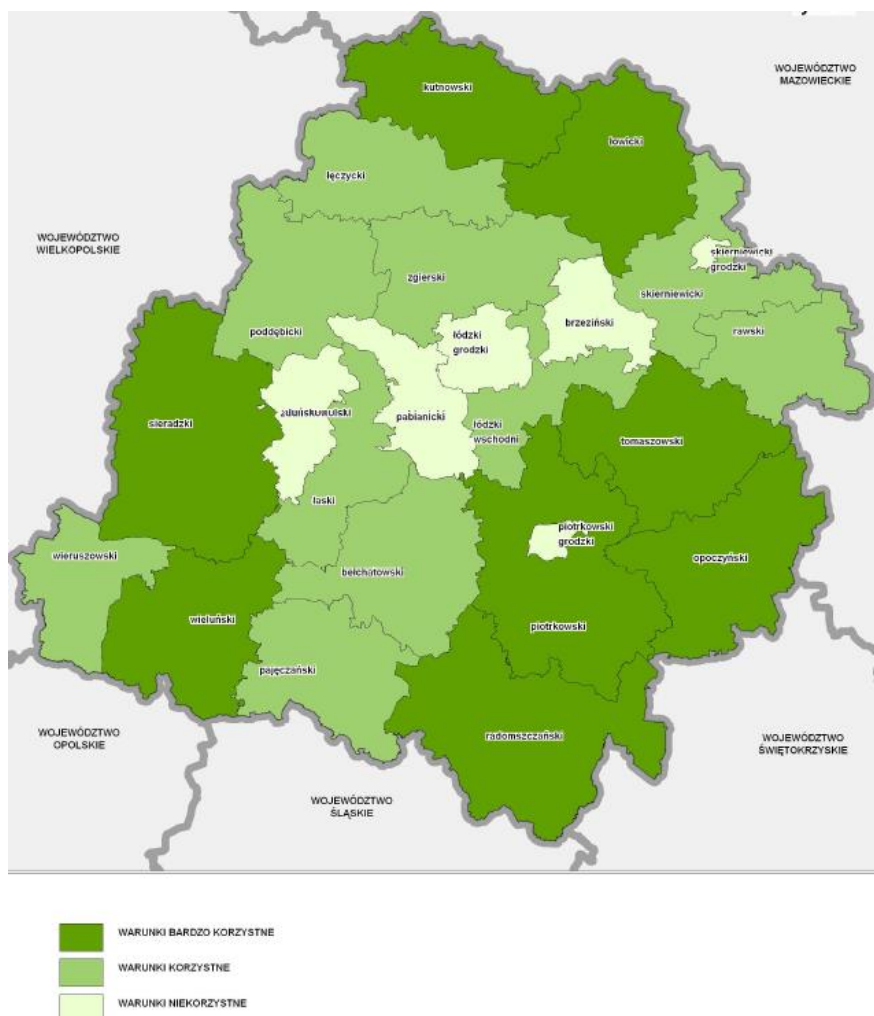 WOJEWÓDZTWO
MAZOWIECKIE
kutnowski
łowicki
łęczycki
WOJEWÓDZTWO
WIELKOPOLSKIE
skierniewicki
grodzki
zgierski
skierniewicki
poddębicki
łódzki
grodzki
brzeziński
rawski
zduńskowolski
sieradzki
pabianicki
łódzki
wschodni
tomaszowski
łaski
piotrkowski
grodzki
wieruszowski
bełchatowski
opoczyński
wieluński
piotrkowski
pajęczański
radomszczański
WOJEWÓDZTWO
OPOLSKIE
WOJEWÓDZTWO
ŚWIĘTOKRZYSKIE
WOJEWÓDZTWO
ŚLĄSKIE
WARUNKI BARDZO KORZYSTNE
WARUNKI KORZYSTNE
WARUNKI NIEKORZYSTNE